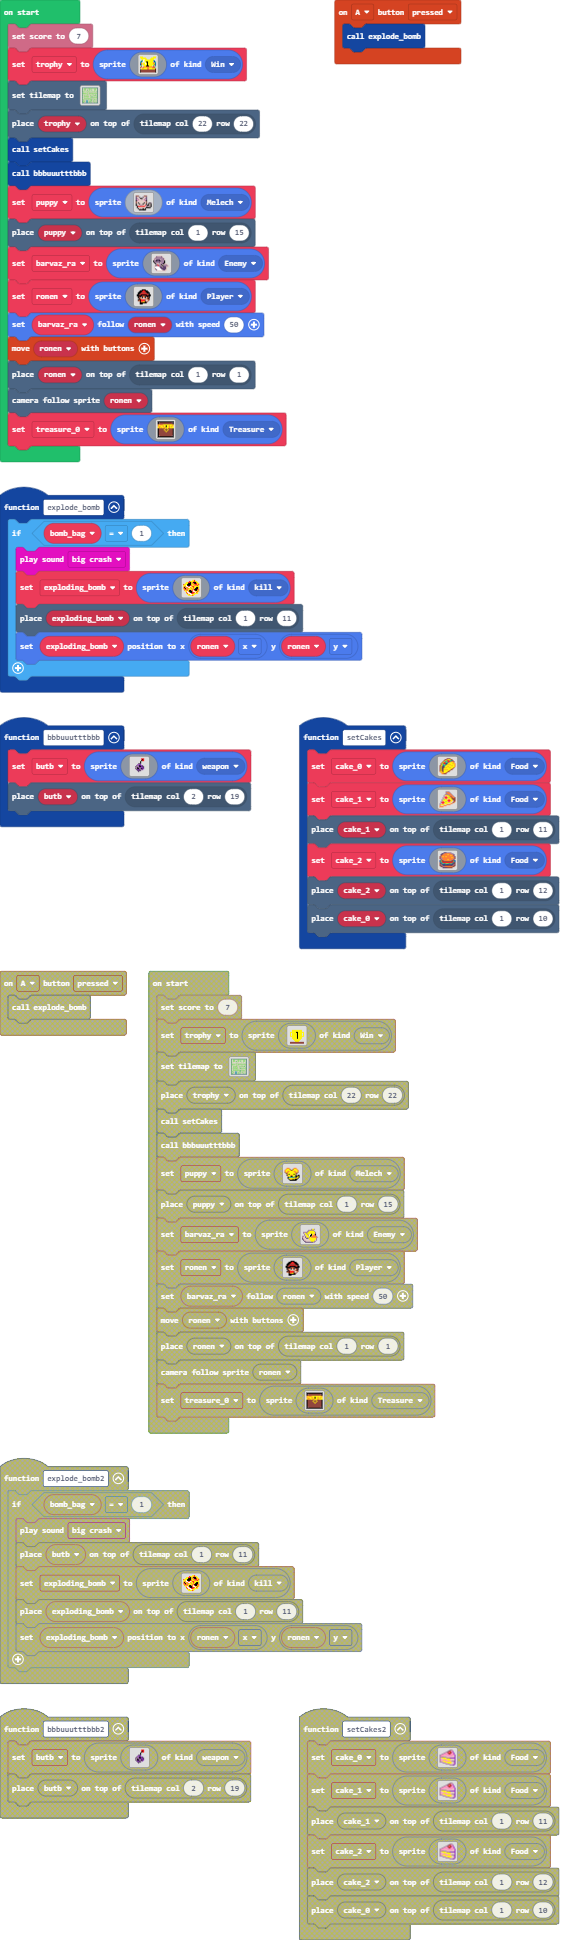 on start
set score to 7
set trophy to sprite of kind Win
set tilemap to
place trophy on top of tilemap col 22 row 22
call setCakes
call bbbuuutttbbb
set puppy to sprite of kind Melech
place puppy on top of tilemap col 1 row 15
set barvaz_ra to sprite of kind Enemy
set ronen to sprite of kind Player
set barvaz_ra follow ronen with speed 50
move ronen with buttons
place ronen on top of tilemap col 1 row 1
camera follow sprite ronen
set treasure_0 to sprite of kind Treasure
on A button pressed
call explode_bomb
function explode_bomb
if bomb_bag = 1 then
play sound big crash
set exploding_bomb to sprite of kind kill
place exploding_bomb on top of tilemap col 1 row 11
set exploding_bomb position to x ronen x y ronen y
function bbbuuutttbbb
set butb to sprite of kind weapon
place butb on top of tilemap col 2 row 19
function setCakes
set cake_0 to sprite of kind Food
set cake_1 to sprite of kind Food
place cake_1 on top of tilemap col 1 row 11
set cake_2 to sprite of kind Food
place cake_2 on top of tilemap col 1 row 12
place cake_0 on top of tilemap col 1 row 10
on A button pressed
call explode_bomb
on start
set score to 7
set trophy to sprite of kind Win
set tilemap to
place trophy on top of tilemap col 22 row 22
call setCakes
call bbbuuutttbbb
set puppy to sprite of kind Melech
place puppy on top of tilemap col 1 row 15
set barvaz_ra to sprite of kind Enemy
set ronen to sprite of kind Player
set barvaz_ra follow ronen with speed 50
move ronen with buttons
place ronen on top of tilemap col 1 row 1
camera follow sprite ronen
set treasure_0 to sprite of kind Treasure
function explode_bomb2
if bomb_bag = 1 then
play sound big crash
place butb on top of tilemap col 1 row 11
set exploding_bomb to sprite of kind kill
place exploding_bomb on top of tilemap col 1 row 11
set exploding_bomb position to x ronen x y ronen y
function bbbuuutttbbb2
set butb to sprite of kind weapon
place butb on top of tilemap col 2 row 19
function setCakes2
set cake_0 to sprite of kind Food
set cake_1 to sprite of kind Food
place cake_1 on top of tilemap col 1 row 11
set cake_2 to sprite of kind Food
place cake_2 on top of tilemap col 1 row 12
place cake_0 on top of tilemap col 1 row 10